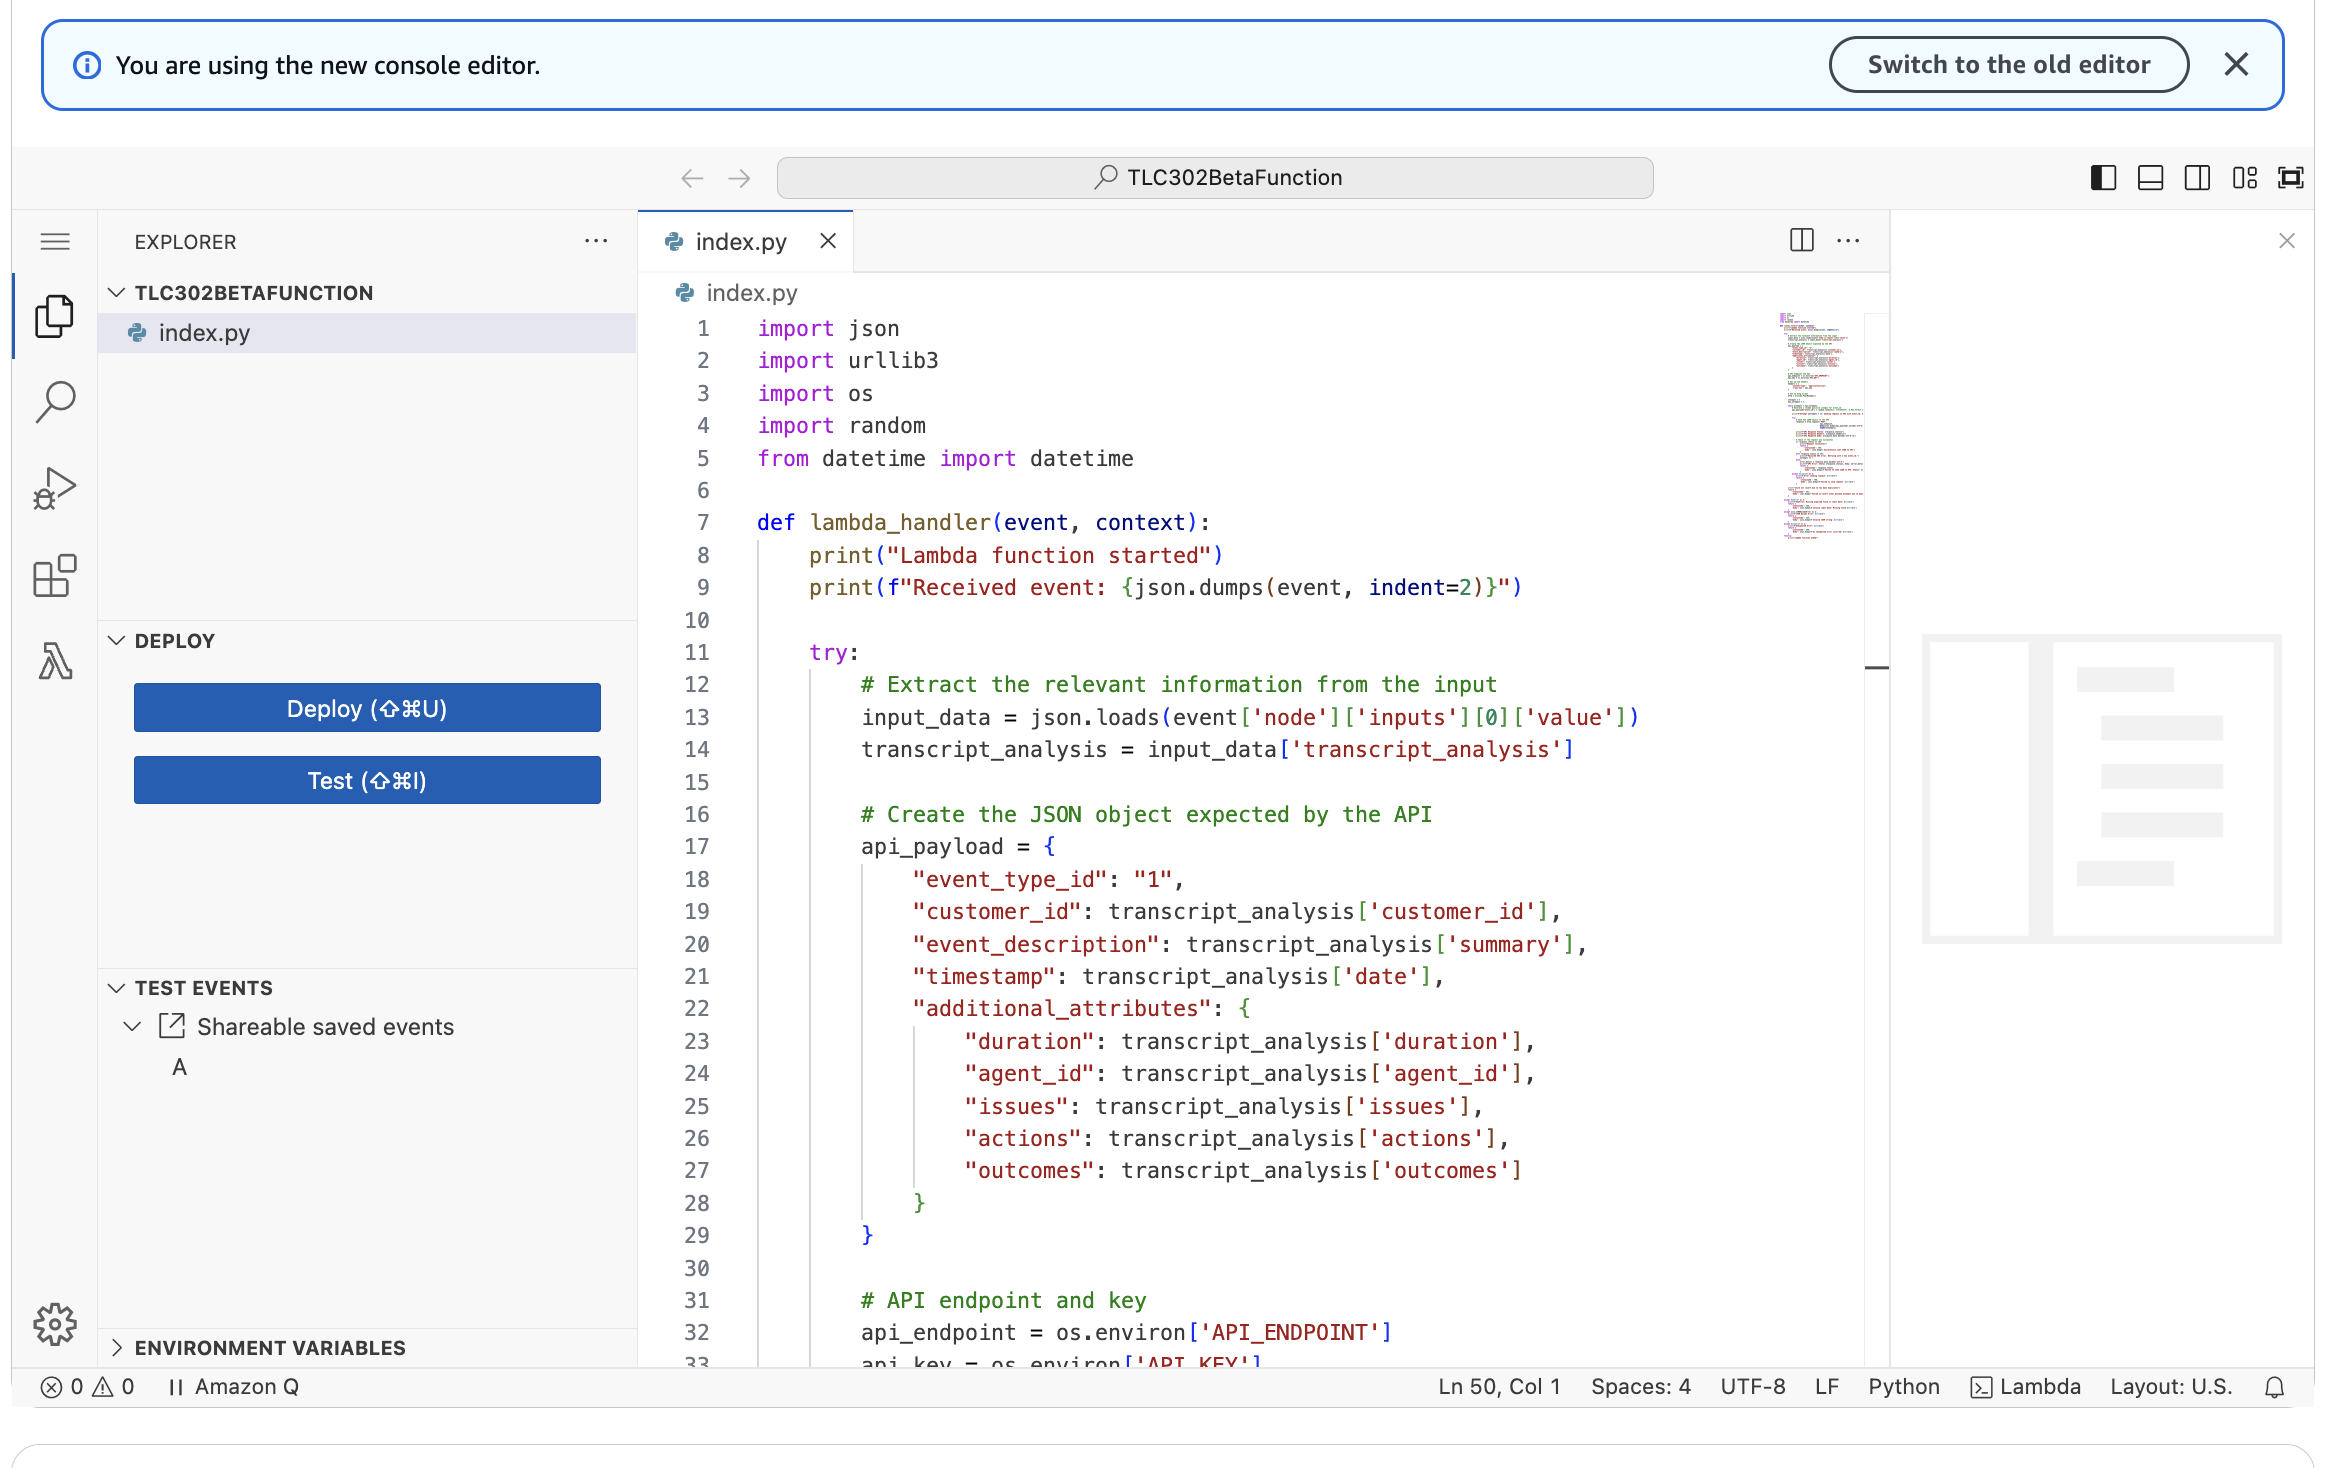 You are using the new console editor.
Switch to the old editor
TLC302BetaFunction
EXPLORER
TLC302BETAFUNCTION
index.py
DEPLOY
Deploy (⇧⌘U)
Test (⇧⌘I)
TEST EVENTS
Shareable saved events
A
ENVIRONMENT VARIABLES
index.py
index.py
1 import json
2 import urllib3
3 import os
4 import random
5 from datetime import datetime
6
7 def lambda_handler(event, context):
8     print("Lambda function started")
9     print(f"Received event: {json.dumps(event, indent=2)}")
10
11     try:
12         # Extract the relevant information from the input
13         input_data = json.loads(event['node']['inputs'][0]['value'])
14         transcript_analysis = input_data['transcript_analysis']
15
16         # Create the JSON object expected by the API
17         api_payload = {
18             "event_type_id": "1",
19             "customer_id": transcript_analysis['customer_id'],
20             "event_description": transcript_analysis['summary'],
21             "timestamp": transcript_analysis['date'],
22             "additional_attributes": {
23                 "duration": transcript_analysis['duration'],
24                 "agent_id": transcript_analysis['agent_id'],
25                 "issues": transcript_analysis['issues'],
26                 "actions": transcript_analysis['actions'],
27                 "outcomes": transcript_analysis['outcomes']
28             }
29         }
30
31         # API endpoint and key
32         api_endpoint = os.environ['API_ENDPOINT']
33         api_key = os.environ['API_KEY']
0 0 Amazon Q
Ln 50, Col 1 Spaces: 4 UTF-8 LF Python Lambda Layout: U.S.